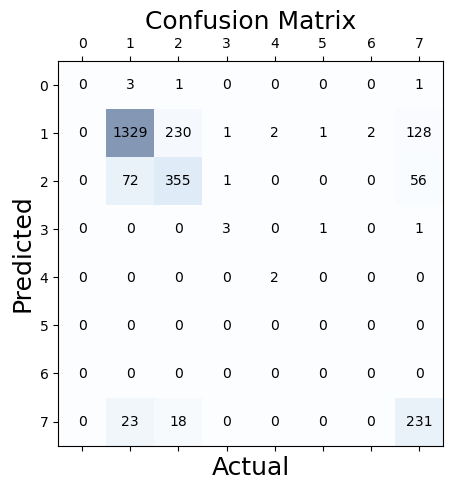 Confusion Matrix
0 1 2 3 4 5 6 7
0 0 3 1 0 0 0 0 1
1 0 1329 230 1 2 1 2 128
2 0 72 355 1 0 0 0 56
3 0 0 0 3 0 1 0 1
4 0 0 0 0 2 0 0 0
5 0 0 0 0 0 0 0 0
6 0 0 0 0 0 0 0 0
7 0 23 18 0 0 0 0 231
Predicted
Actual